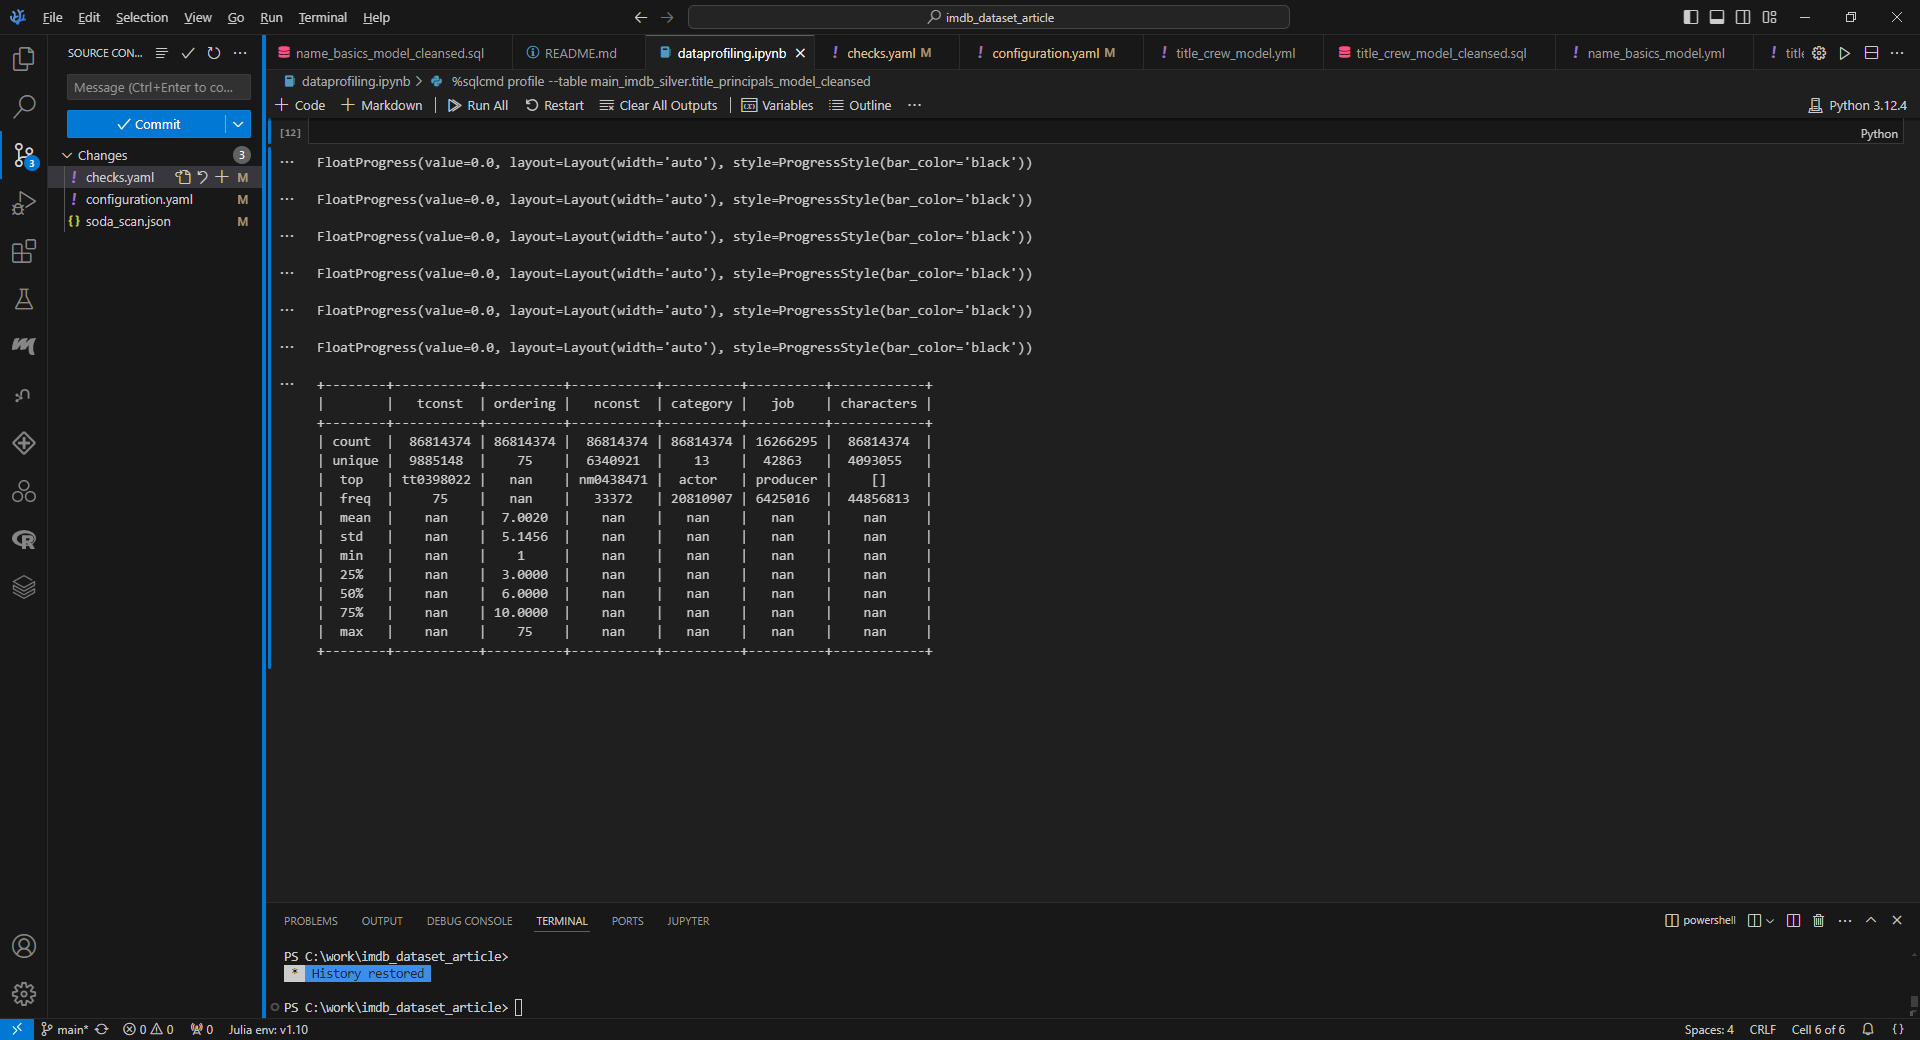 File Edit Selection View Go Run Terminal Help
imdb_dataset_article
SOURCE CON...
name_basics_model_cleansed.sql
README.md
dataprofiling.ipynb
checks.yaml M
configuration.yaml M
title_crew_model.yml
title_crew_model_cleansed.sql
name_basics_model.yml
title
dataprofiling.ipynb > %sqlcmd profile --table main_imdb_silver.title_principals_model_cleansed
Message (Ctrl+Enter to co...
Code Markdown Run All Restart Clear All Outputs Variables Outline ...
Python 3.12.4
Commit
Changes 3
checks.yaml M
configuration.yaml M
{} soda_scan.json M
3
[12]
Python
... FloatProgress(value=0.0, layout=Layout(width='auto'), style=ProgressStyle(bar_color='black'))
... FloatProgress(value=0.0, layout=Layout(width='auto'), style=ProgressStyle(bar_color='black'))
... FloatProgress(value=0.0, layout=Layout(width='auto'), style=ProgressStyle(bar_color='black'))
... FloatProgress(value=0.0, layout=Layout(width='auto'), style=ProgressStyle(bar_color='black'))
... FloatProgress(value=0.0, layout=Layout(width='auto'), style=ProgressStyle(bar_color='black'))
... FloatProgress(value=0.0, layout=Layout(width='auto'), style=ProgressStyle(bar_color='black'))
... +--------+-----------+----------+-----------+----------+----------+------------+
|        |   tconst  | ordering |   nconst  | category |   job    | characters |
+--------+-----------+----------+-----------+----------+----------+------------+
| count  |  86814374 | 86814374 |  86814374 | 86814374 | 16266295 |  86814374  |
| unique |  9885148  |    75    |  6340921  |    13    |  42863   |  4093055   |
|  top   | tt0398022 |   nan    | nm0438471 |  actor   | producer |     []     |
|  freq  |     75    |   nan    |   33372   | 20810907 | 6425016  |  44856813  |
|  mean  |    nan    |  7.0020  |    nan    |   nan    |   nan    |    nan     |
|  std   |    nan    |  5.1456  |    nan    |   nan    |   nan    |    nan     |
|  min   |    nan    |    1     |    nan    |   nan    |   nan    |    nan     |
|  25%   |    nan    |  3.0000  |    nan    |   nan    |   nan    |    nan     |
|  50%   |    nan    |  6.0000  |    nan    |   nan    |   nan    |    nan     |
|  75%   |    nan    | 10.0000  |    nan    |   nan    |   nan    |    nan     |
|  max   |    nan    |    75    |    nan    |   nan    |   nan    |    nan     |
+--------+-----------+----------+-----------+----------+----------+------------+
PROBLEMS OUTPUT DEBUG CONSOLE TERMINAL PORTS JUPYTER
powershell
PS C:\work\imdb_dataset_article>
* History restored
PS C:\work\imdb_dataset_article>
main* 0 0 0 Julia env: v1.10
Spaces: 4 CRLF Cell 6 of 6 {}